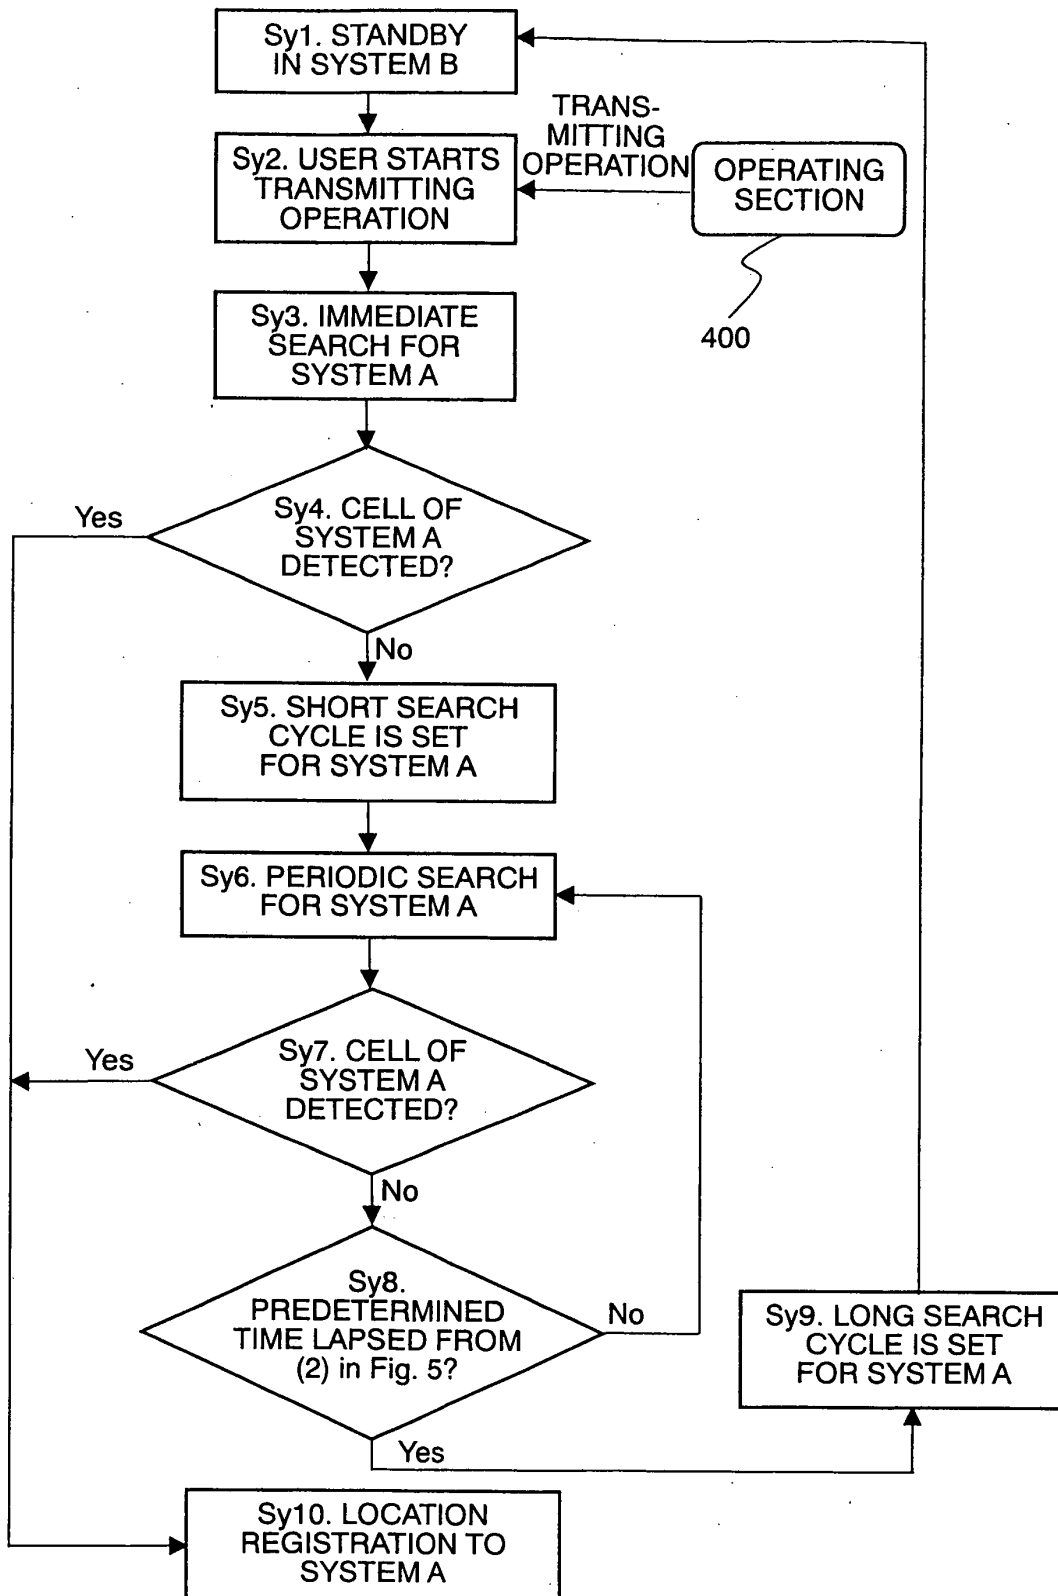 Sy1. STANDBY
IN SYSTEM B
TRANS-
MITTING
OPERATION
Sy2. USER STARTS
TRANSMITTING
OPERATION
OPERATING
SECTION
400
Sy3. IMMEDIATE
SEARCH FOR
SYSTEM A
Yes
Sy4. CELL OF
SYSTEM A
DETECTED?
No
Sy5. SHORT SEARCH
CYCLE IS SET
FOR SYSTEM A
Sy6. PERIODIC SEARCH
FOR SYSTEM A
Yes
Sy7. CELL OF
SYSTEM A
DETECTED?
No
Sy8.
PREDETERMINED
TIME LAPSED FROM
(2) in Fig. 5?
No
Yes
Sy9. LONG SEARCH
CYCLE IS SET
FOR SYSTEM A
Sy10. LOCATION
REGISTRATION TO
SYSTEM A